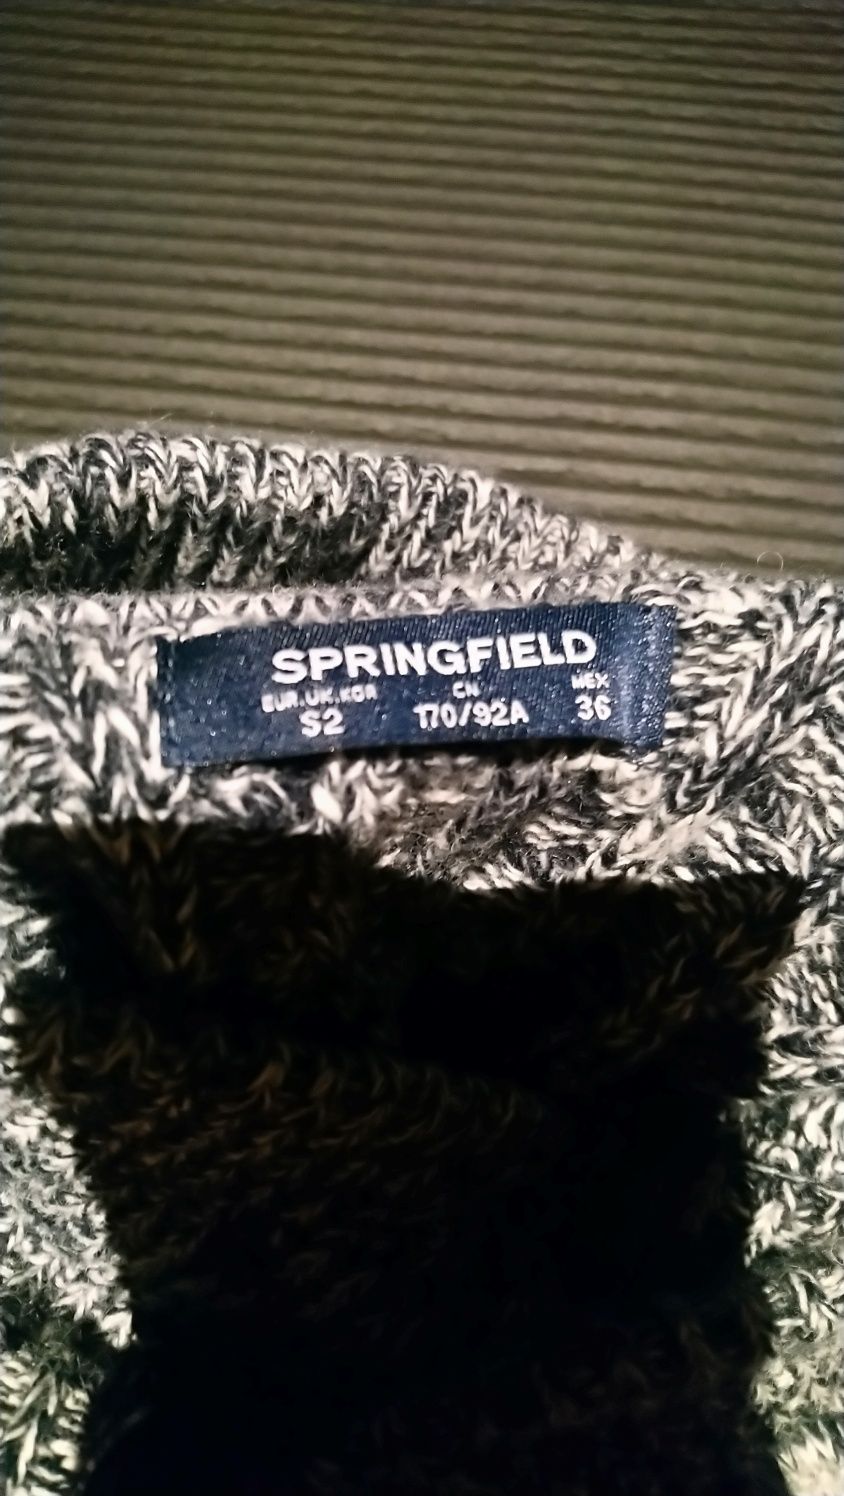 SPRINGFIELD
EUR.UK.KOR CN MEX
S2 170/92A 36